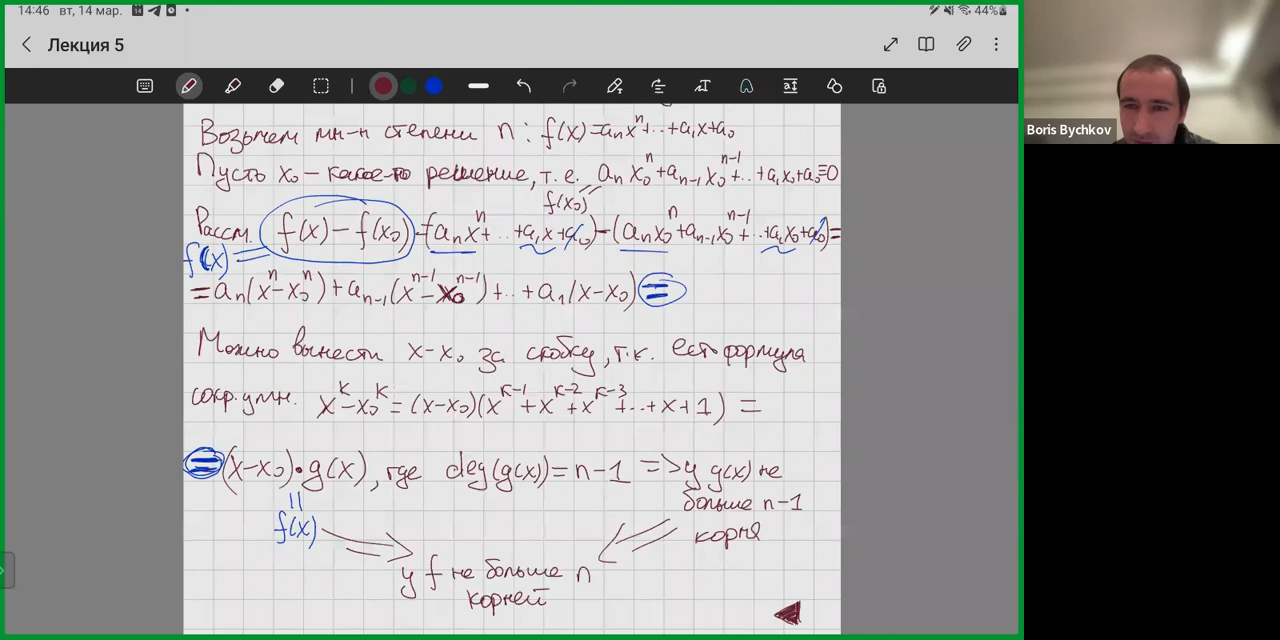 14:46 вт, 14 мар.
44%
Лекция 5
Boris Bychkov
Возьмем мн-н степени n: f(x)=aₙxⁿ+..+a₁x+a₀
Пусть x₀ – какое-то решение, т.е. aₙx₀ⁿ+aₙ₋₁x₀ⁿ⁻¹+..+a₁x₀+a₀=0
f(x₀)
Рассм. f(x)-f(x₀)=(aₙxⁿ+..+a₁x+a₀)-(aₙx₀ⁿ+aₙ₋₁x₀ⁿ⁻¹+..+a₁x₀+a₀)=
f(x) =
=aₙ(xⁿ-x₀ⁿ)+aₙ₋₁(xⁿ⁻¹-x₀ⁿ⁻¹)+..+a₁(x-x₀) =
Можно вынести x-x₀ за скобку, т.к. есть формула
сокр. умн. xᵏ-x₀ᵏ=(x-x₀)(xᵏ⁻¹+xᵏ⁻²+xᵏ⁻³+..+x+1) =
= (x-x₀)·g(x), где deg(g(x))=n-1 => у g(x) не
больше n-1
корня
f(x)
у f не больше n
корней